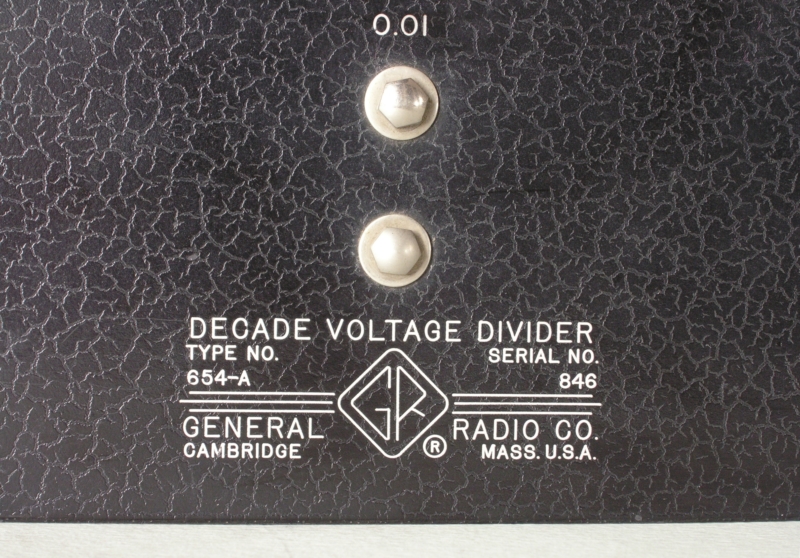 0.01
DECADE VOLTAGE DIVIDER
TYPE NO. SERIAL NO.
654-A 846
GR
GENERAL ® RADIO CO.
CAMBRIDGE MASS. U.S.A.